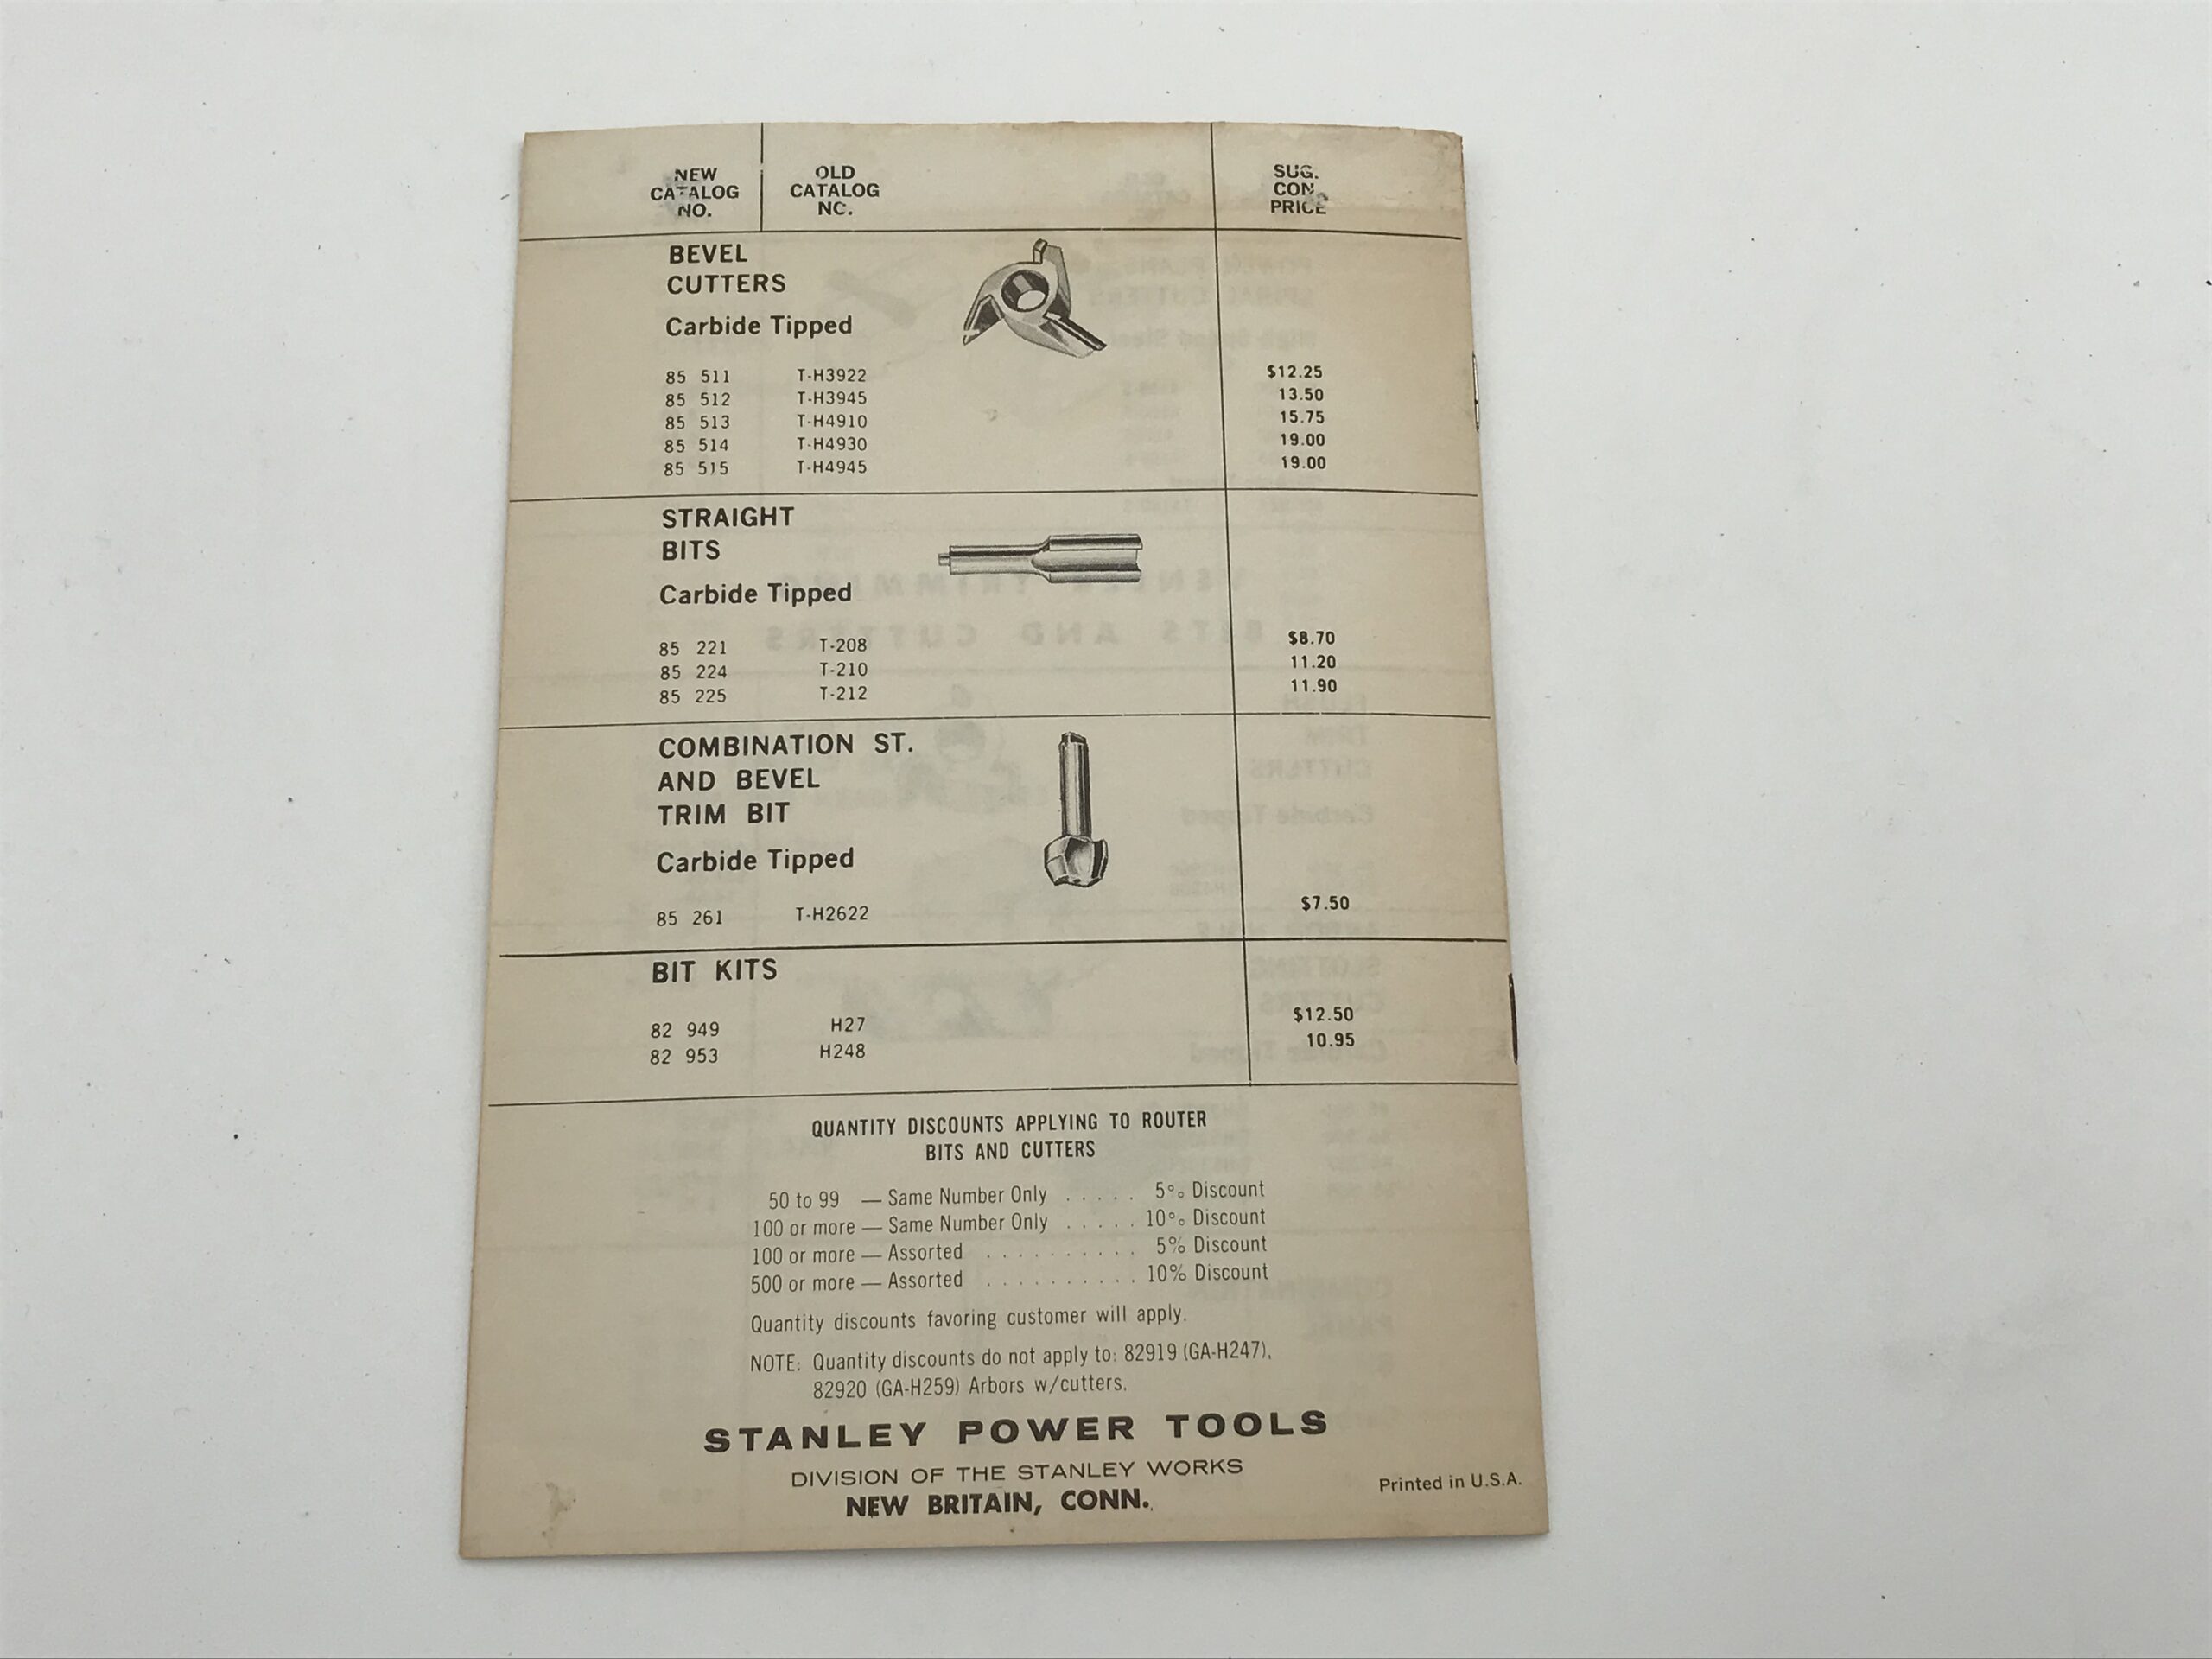 NEW CATALOG NO.
OLD CATALOG NC.
SUG. CON. PRICE
BEVEL
CUTTERS
Carbide Tipped
85 511 T-H3922 $12.25
85 512 T-H3945 13.50
85 513 T-H4910 15.75
85 514 T-H4930 19.00
85 515 T-H4945 19.00
STRAIGHT
BITS
Carbide Tipped
85 221 T-208 $8.70
85 224 T-210 11.20
85 225 T-212 11.90
COMBINATION ST.
AND BEVEL
TRIM BIT
Carbide Tipped
85 261 T-H2622 $7.50
BIT KITS
82 949 H27 $12.50
82 953 H248 10.95
QUANTITY DISCOUNTS APPLYING TO ROUTER
BITS AND CUTTERS
50 to 99 — Same Number Only . . . . . 5% Discount
100 or more — Same Number Only . . . . . 10% Discount
100 or more — Assorted . . . . . . . . . . 5% Discount
500 or more — Assorted . . . . . . . . . . 10% Discount
Quantity discounts favoring customer will apply.
NOTE: Quantity discounts do not apply to: 82919 (GA-H247),
82920 (GA-H259) Arbors w/cutters.
STANLEY POWER TOOLS
DIVISION OF THE STANLEY WORKS
NEW BRITAIN, CONN.
Printed in U.S.A.